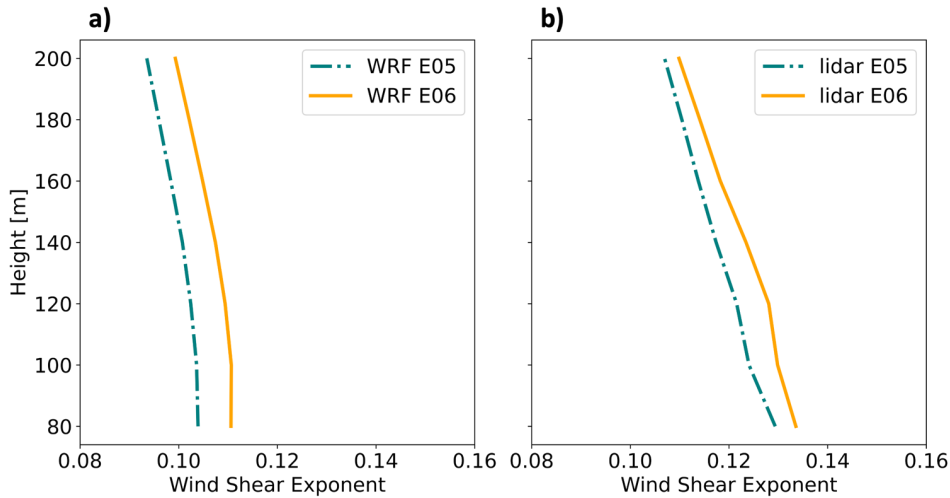 a)
WRF E05
WRF E06
Height [m]
200
180
160
140
120
100
80
0.08 0.10 0.12 0.14 0.16
Wind Shear Exponent
b)
lidar E05
lidar E06
0.08 0.10 0.12 0.14 0.16
Wind Shear Exponent